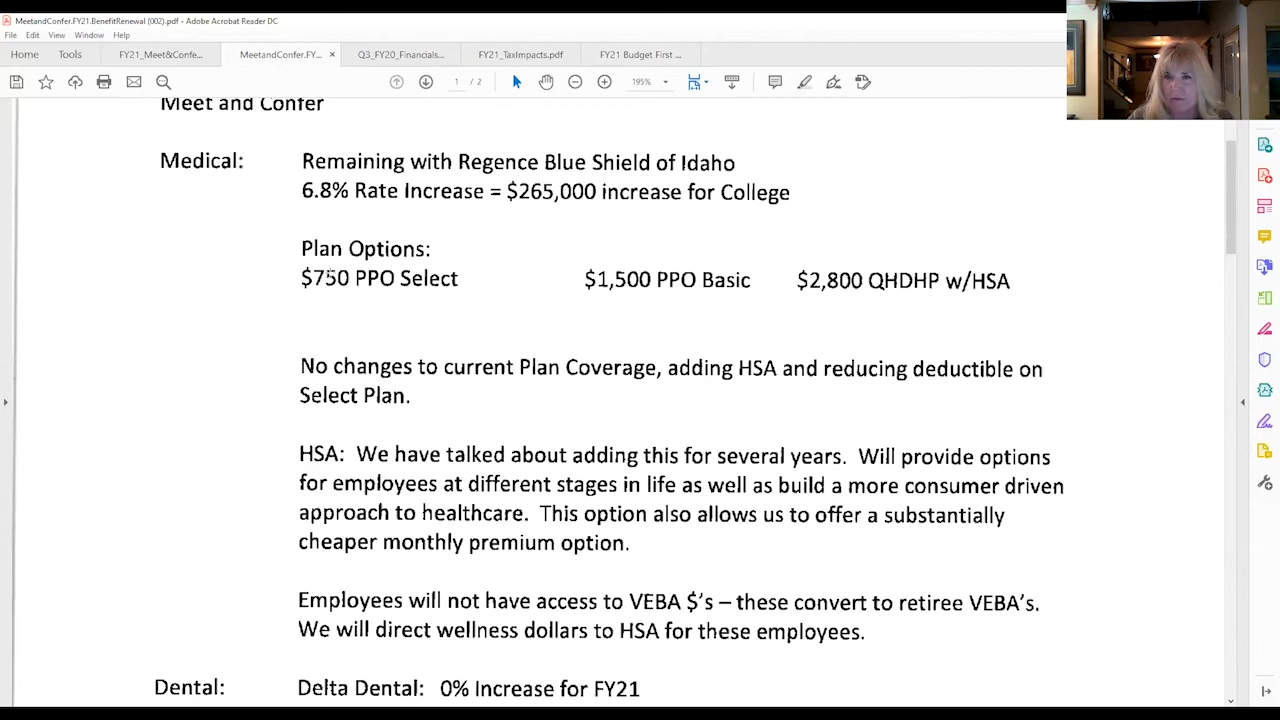 MeetandConfer.FY21.BenefitRenewal (002).pdf - Adobe Acrobat Reader DC
File Edit View Window Help
Home Tools FY21_Meet&Confe... MeetandConfer.FY... × Q3_FY20_Financials... FY21_TaxImpacts.pdf FY21 Budget First ...
1 / 2 195%
Meet and Confer
Medical: Remaining with Regence Blue Shield of Idaho
6.8% Rate Increase = $265,000 increase for College
Plan Options:
$750 PPO Select $1,500 PPO Basic $2,800 QHDHP w/HSA
No changes to current Plan Coverage, adding HSA and reducing deductible on
Select Plan.
HSA: We have talked about adding this for several years. Will provide options
for employees at different stages in life as well as build a more consumer driven
approach to healthcare. This option also allows us to offer a substantially
cheaper monthly premium option.
Employees will not have access to VEBA $'s – these convert to retiree VEBA's.
We will direct wellness dollars to HSA for these employees.
Dental: Delta Dental: 0% Increase for FY21